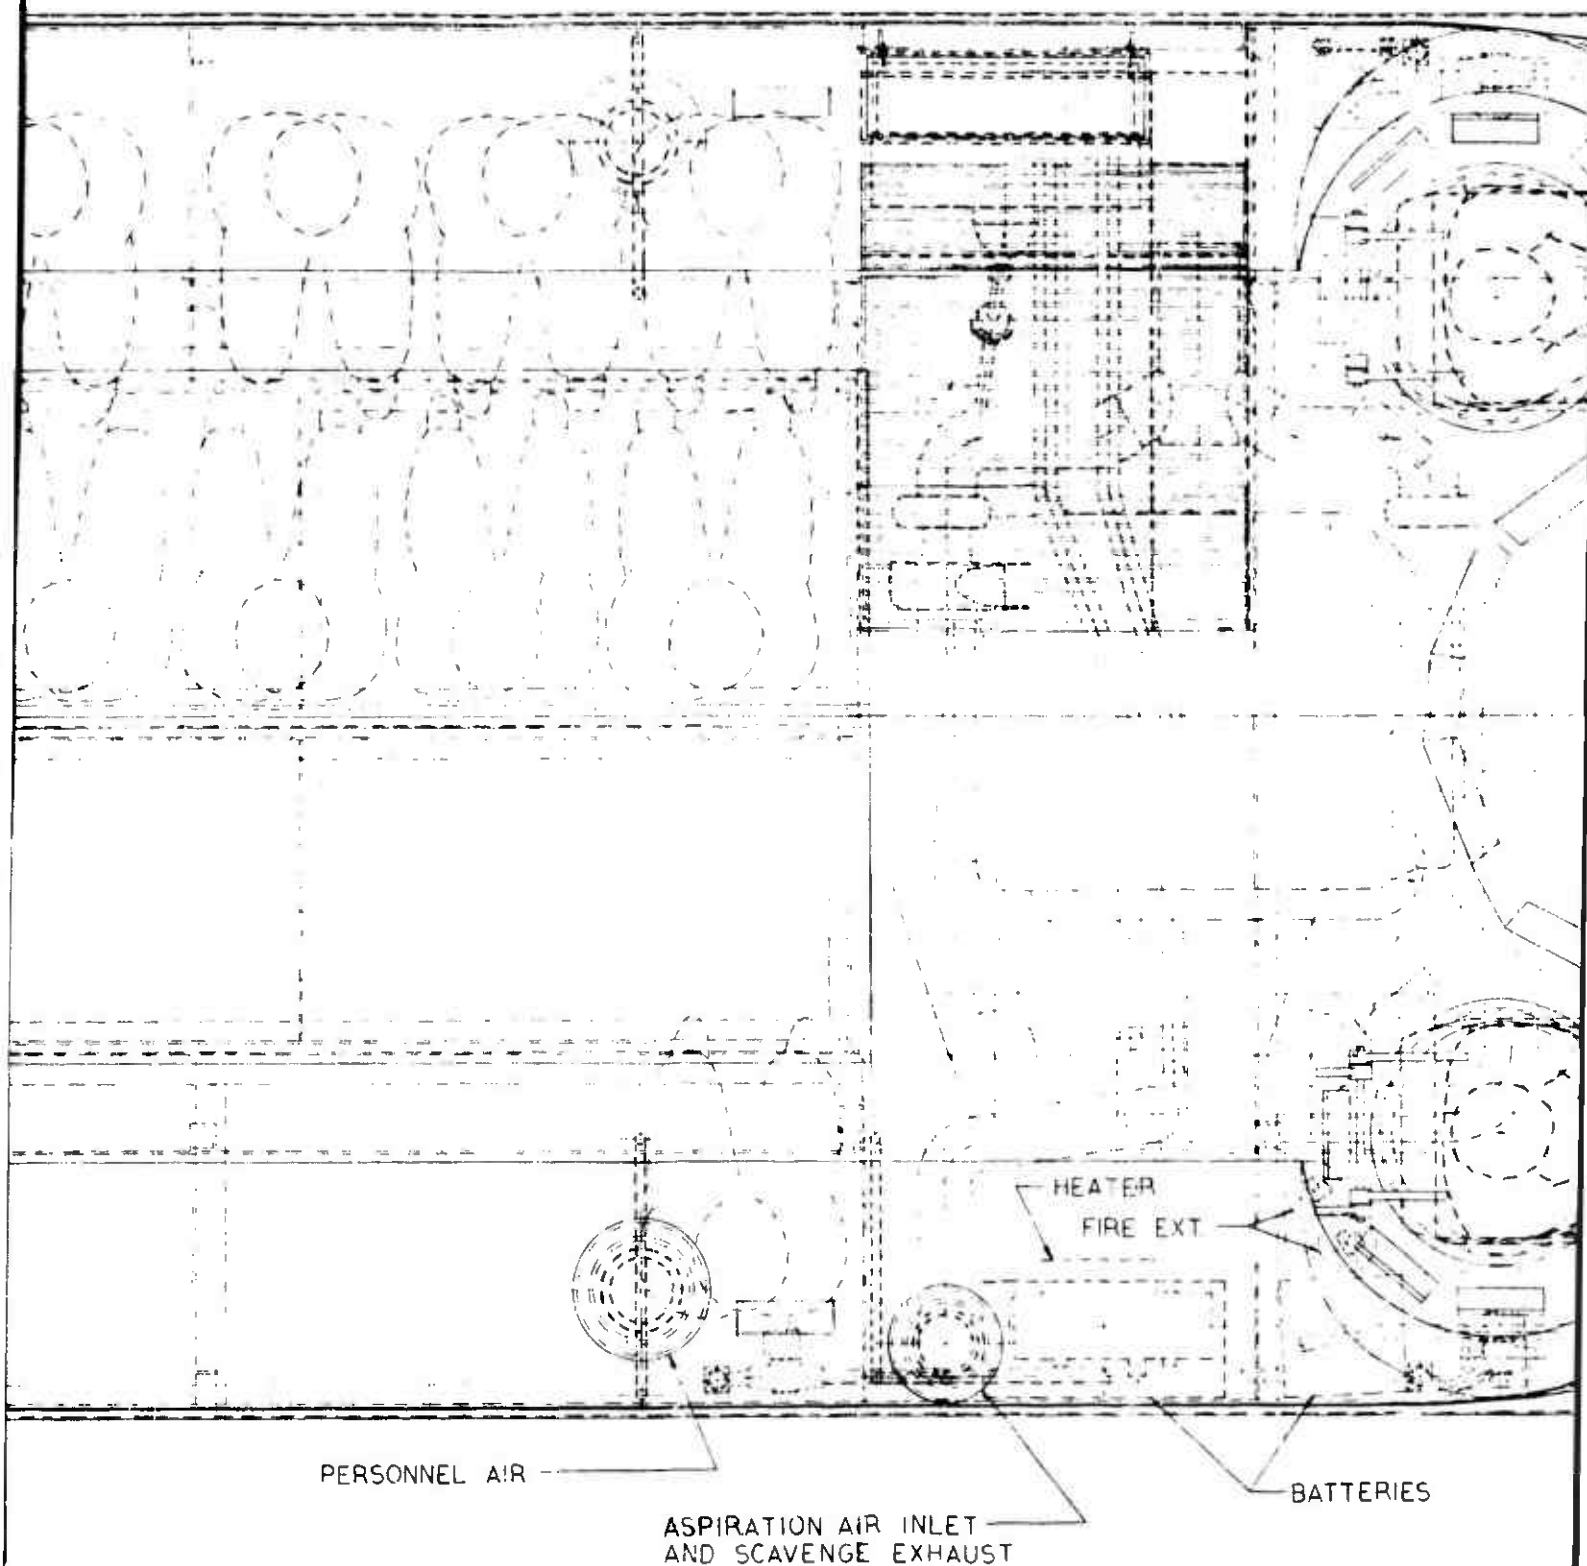 HEATER
FIRE EXT
PERSONNEL AIR
BATTERIES
ASPIRATION AIR INLET
AND SCAVENGE EXHAUST